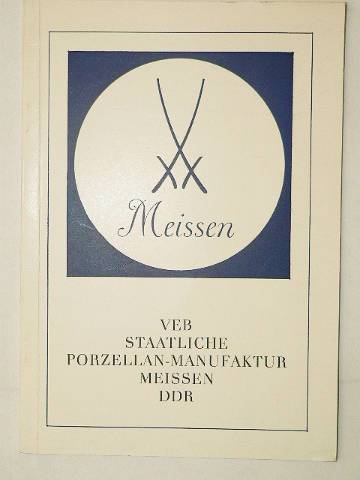 Meissen
VEB
STAATLICHE
PORZELLAN-MANUFAKTUR
MEISSEN
DDR